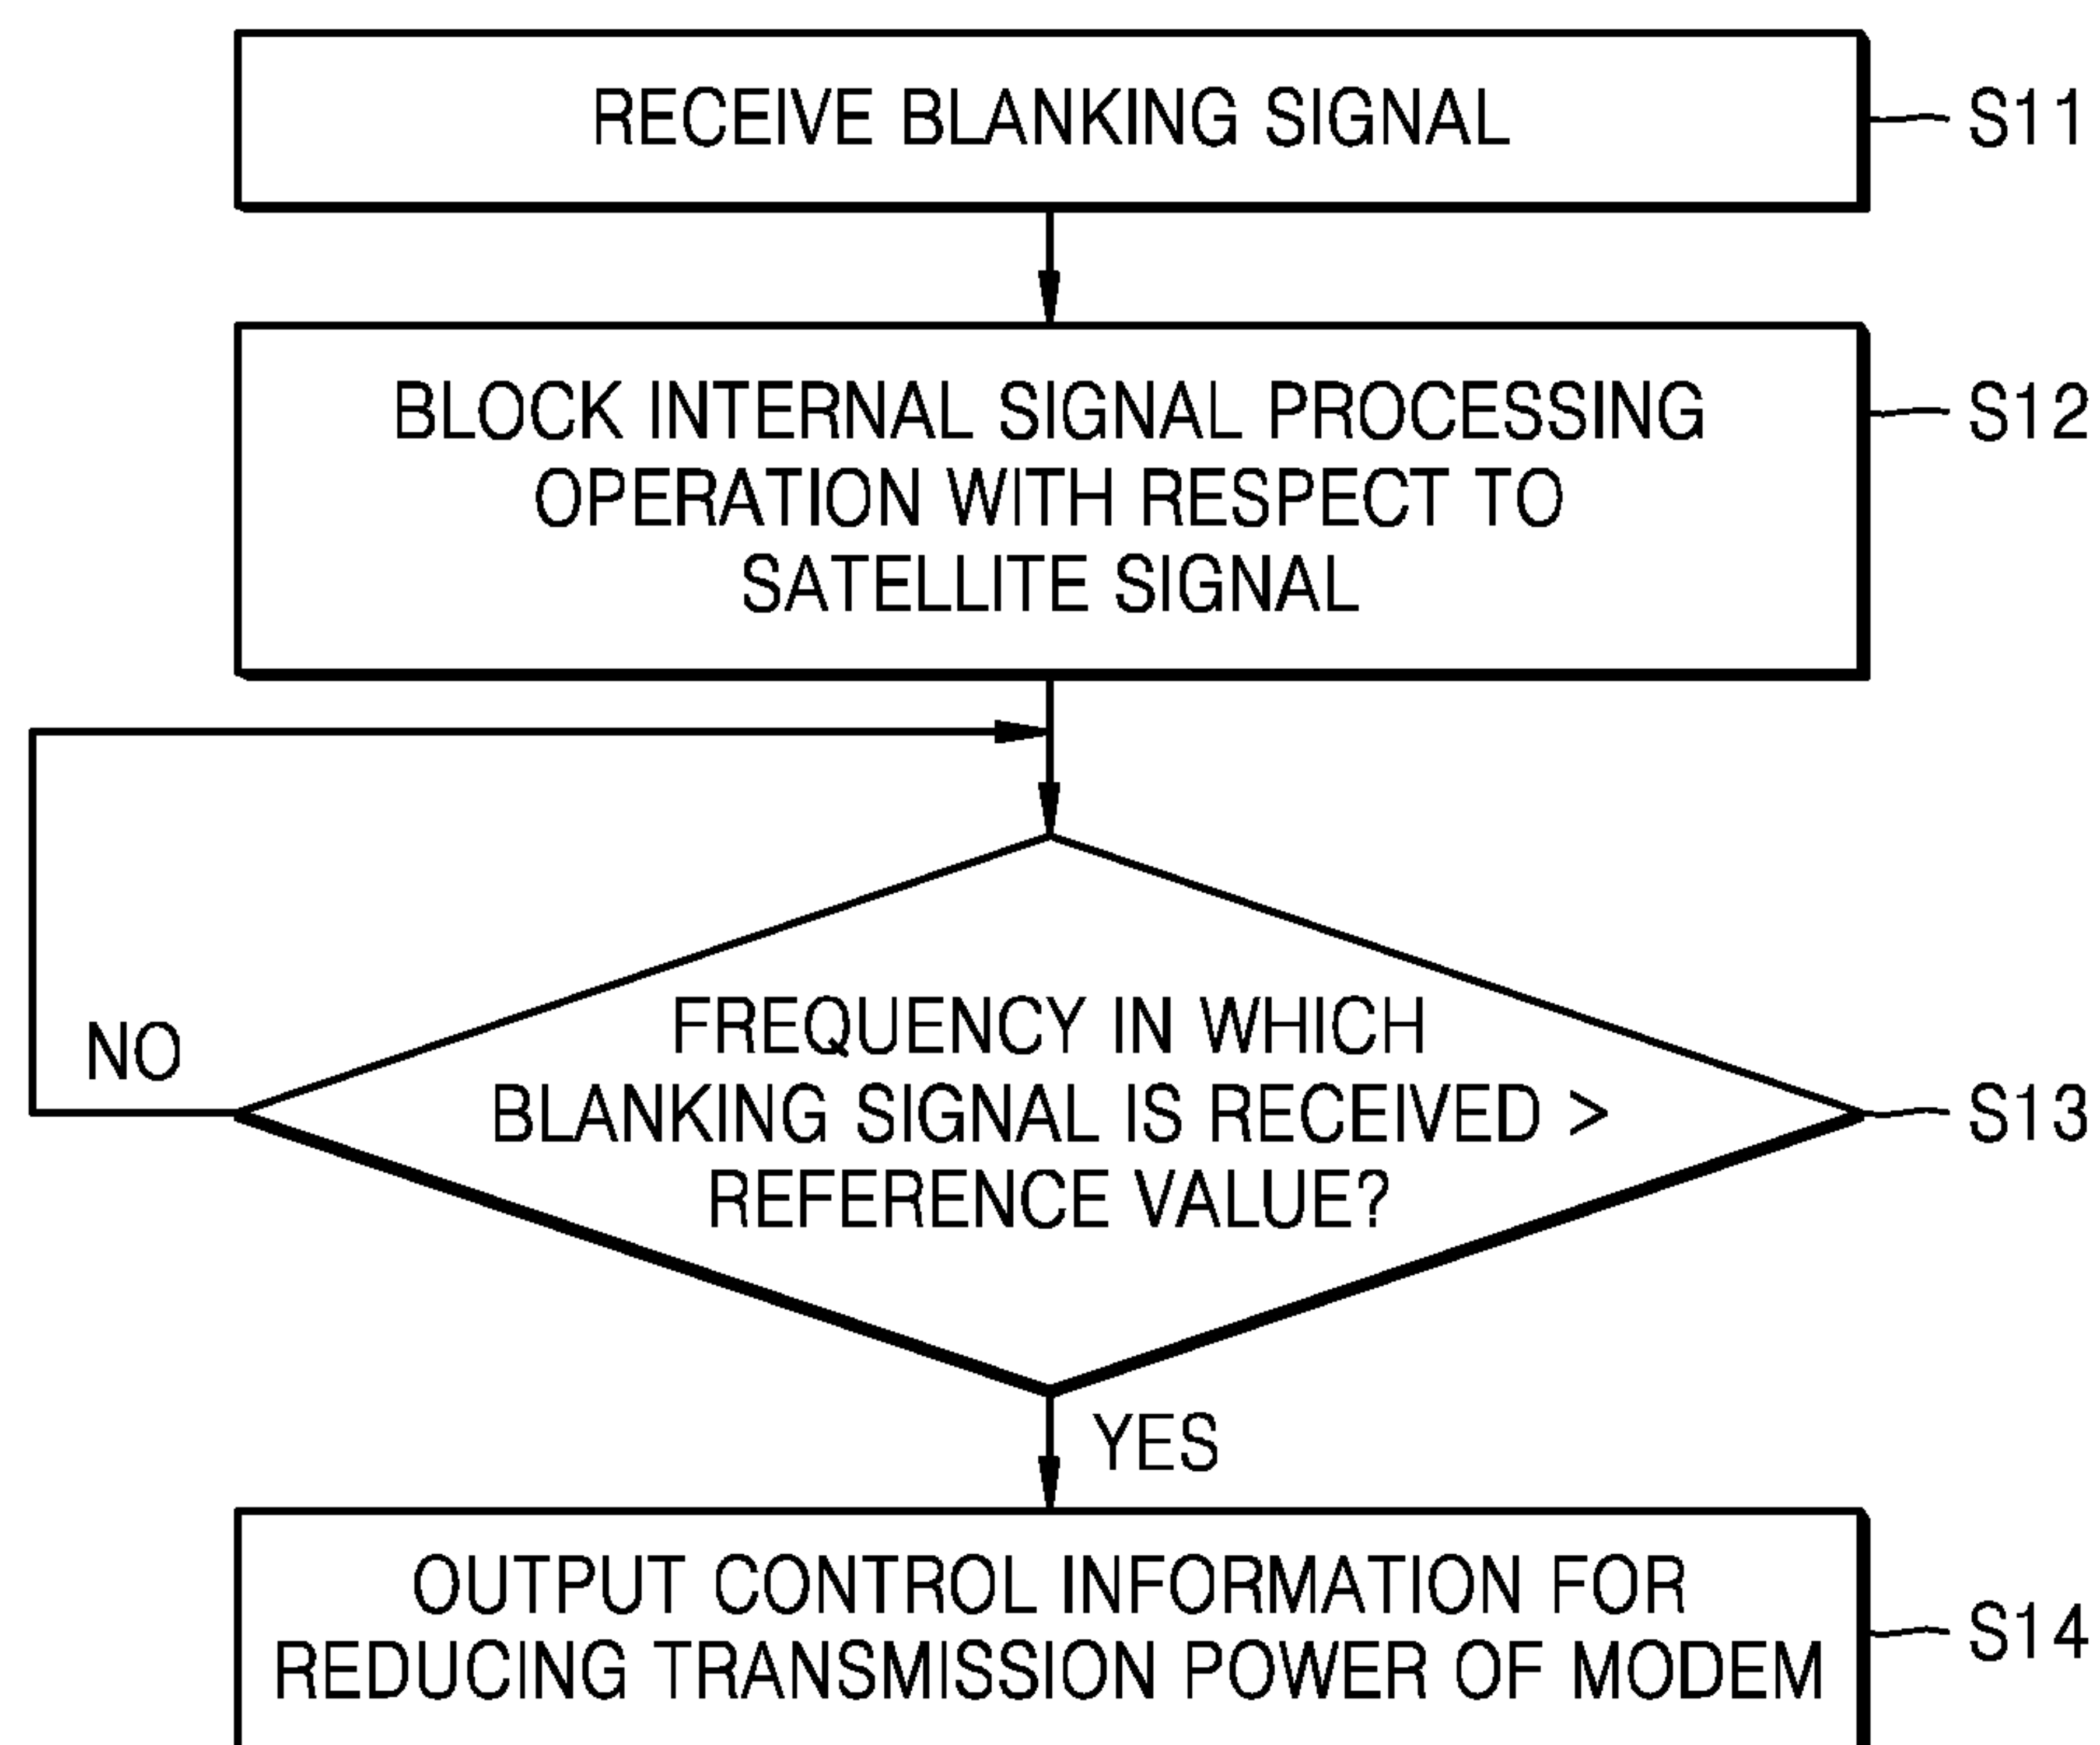 RECEIVE BLANKING SIGNAL
S11
BLOCK INTERNAL SIGNAL PROCESSING
OPERATION WITH RESPECT TO
SATELLITE SIGNAL
S12
NO
FREQUENCY IN WHICH
BLANKING SIGNAL IS RECEIVED >
REFERENCE VALUE?
S13
YES
OUTPUT CONTROL INFORMATION FOR
REDUCING TRANSMISSION POWER OF MODEM
S14